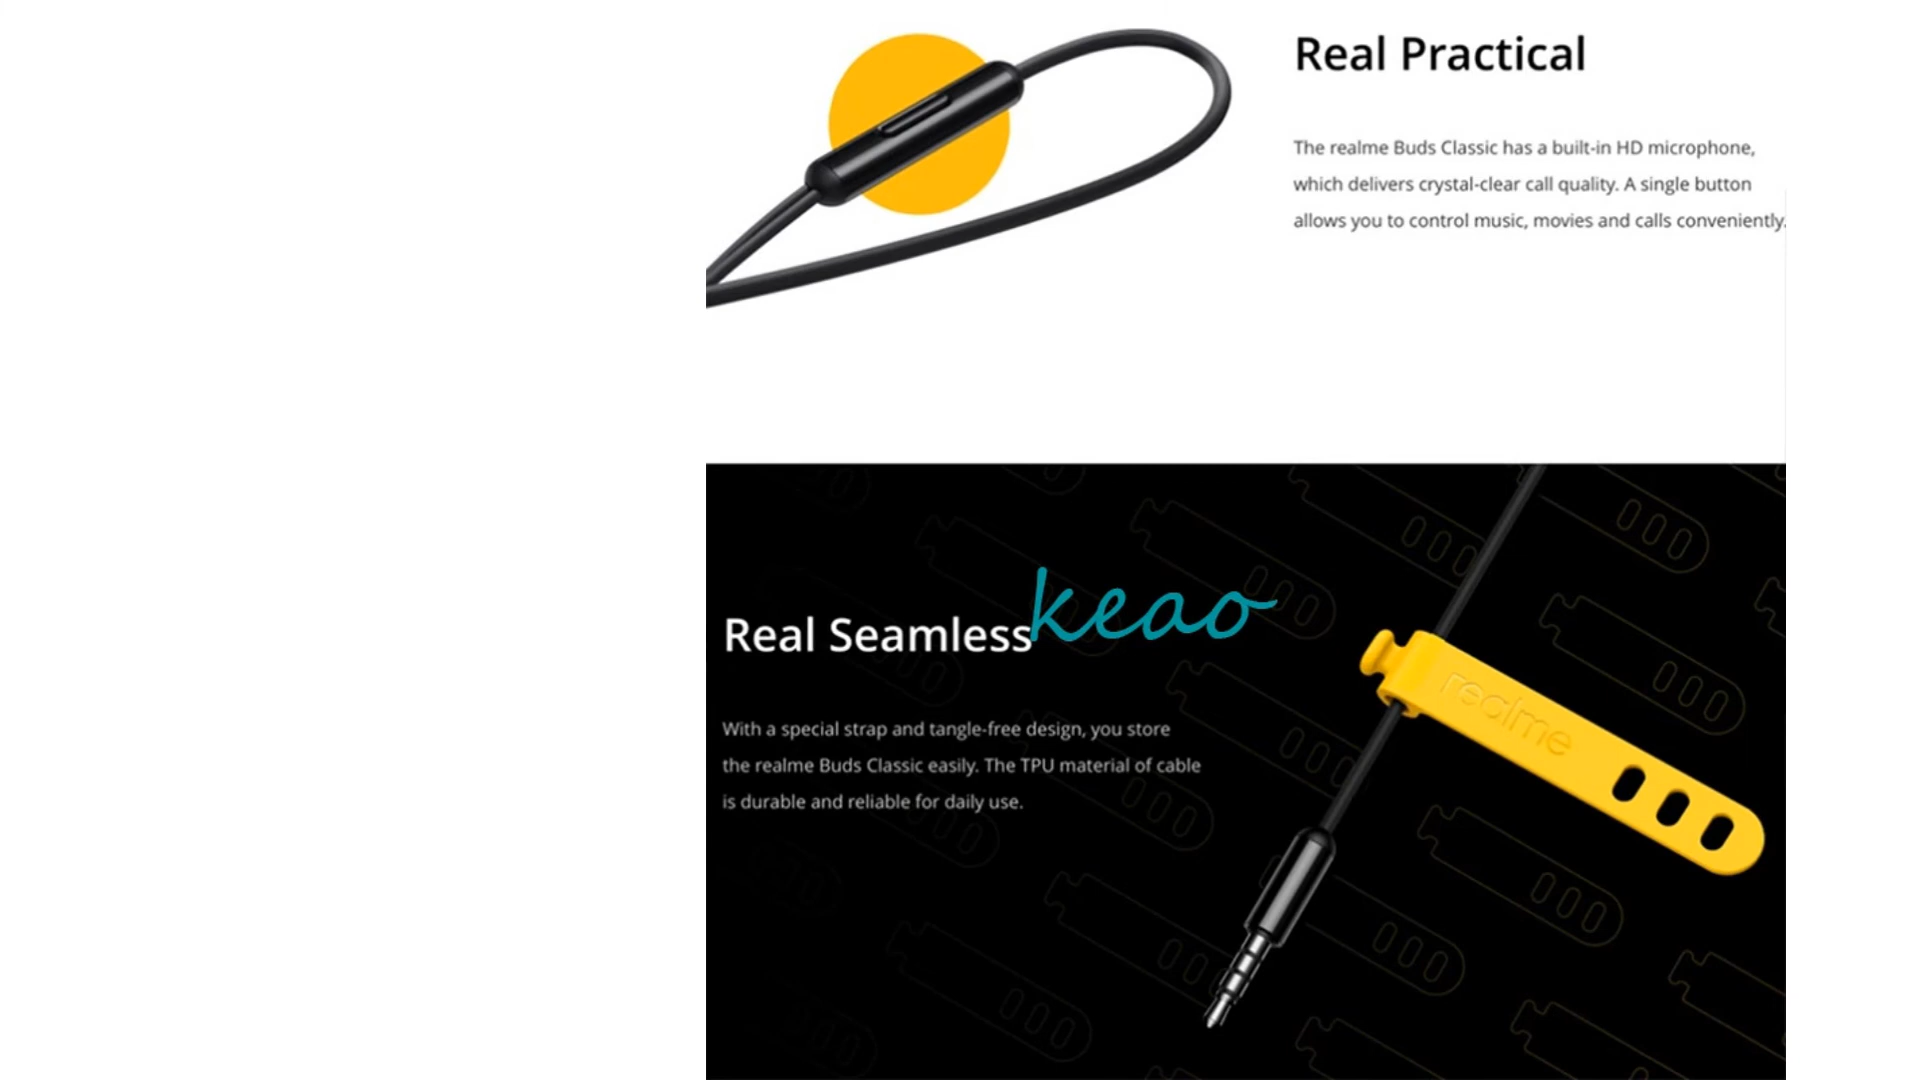 Real Practical
The realme Buds Classic has a built-in HD microphone,
which delivers crystal-clear call quality. A single button
allows you to control music, movies and calls conveniently.
keao
Real Seamless
With a special strap and tangle-free design, you store
the realme Buds Classic easily. The TPU material of cable
is durable and reliable for daily use.
realme